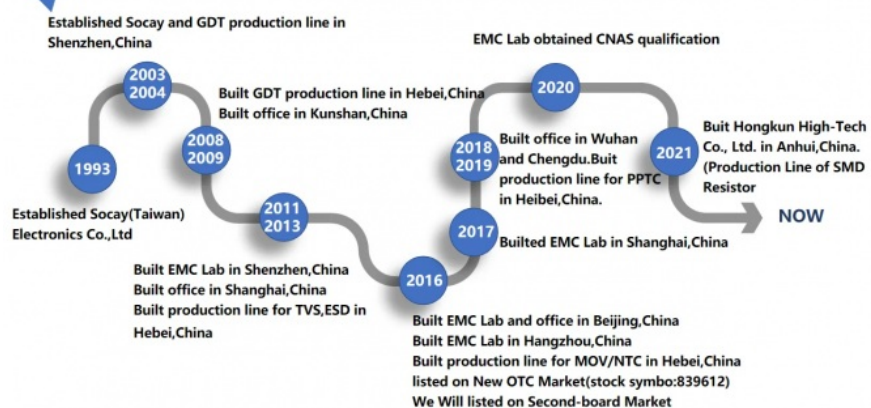 Established Socay and GDT production line in
Shenzhen,China
EMC Lab obtained CNAS qualification
2003
2004
2020
Built GDT production line in Hebei,China
Built office in Kunshan,China
2008
2009
1993
Established Socay(Taiwan)
Electronics Co.,Ltd
2018
2019
Built office in Wuhan
and Chengdu.Buit
production line for PPTC
in Heibei,China.
2021
Buit Hongkun High-Tech
Co., Ltd. in Anhui,China.
(Production Line of SMD
Resistor
NOW
2011
2013
2017
Builted EMC Lab in Shanghai,China
Built EMC Lab in Shenzhen,China
Built office in Shanghai,China
Built production line for TVS,ESD in
Hebei,China
2016
Built EMC Lab and office in Beijing,China
Built EMC Lab in Hangzhou,China
Built production line for MOV/NTC in Hebei,China
listed on New OTC Market(stock symbo:839612)
We Will listed on Second-board Market